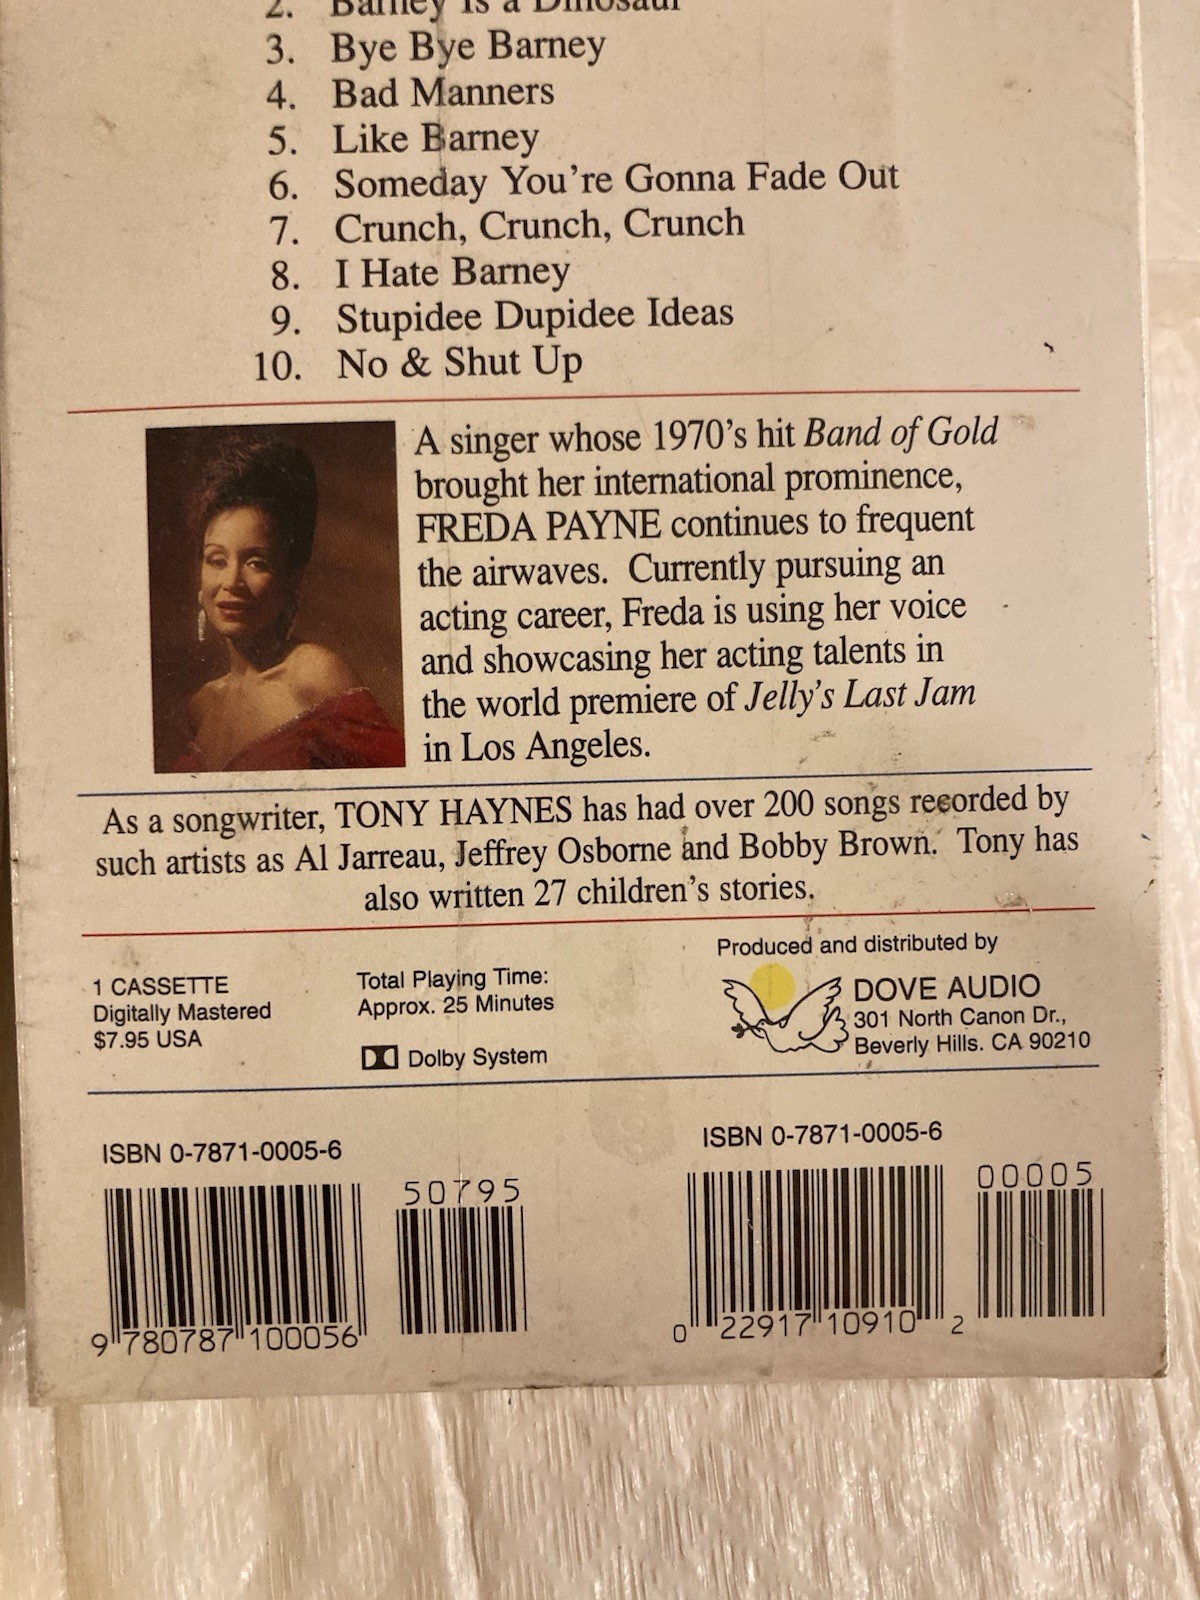 2. Barney Is a Dinosaur
3. Bye Bye Barney
4. Bad Manners
5. Like Barney
6. Someday You're Gonna Fade Out
7. Crunch, Crunch, Crunch
8. I Hate Barney
9. Stupidee Dupidee Ideas
10. No & Shut Up
A singer whose 1970's hit Band of Gold
brought her international prominence,
FREDA PAYNE continues to frequent
the airwaves. Currently pursuing an
acting career, Freda is using her voice
and showcasing her acting talents in
the world premiere of Jelly's Last Jam
in Los Angeles.
As a songwriter, TONY HAYNES has had over 200 songs recorded by
such artists as Al Jarreau, Jeffrey Osborne and Bobby Brown. Tony has
also written 27 children's stories.
1 CASSETTE
Digitally Mastered
$7.95 USA
Total Playing Time:
Approx. 25 Minutes
Dolby System
Produced and distributed by
DOVE AUDIO
301 North Canon Dr.,
Beverly Hills. CA 90210
ISBN 0-7871-0005-6
50795
9 780787 100056
ISBN 0-7871-0005-6
00005
0 22917 10910 2